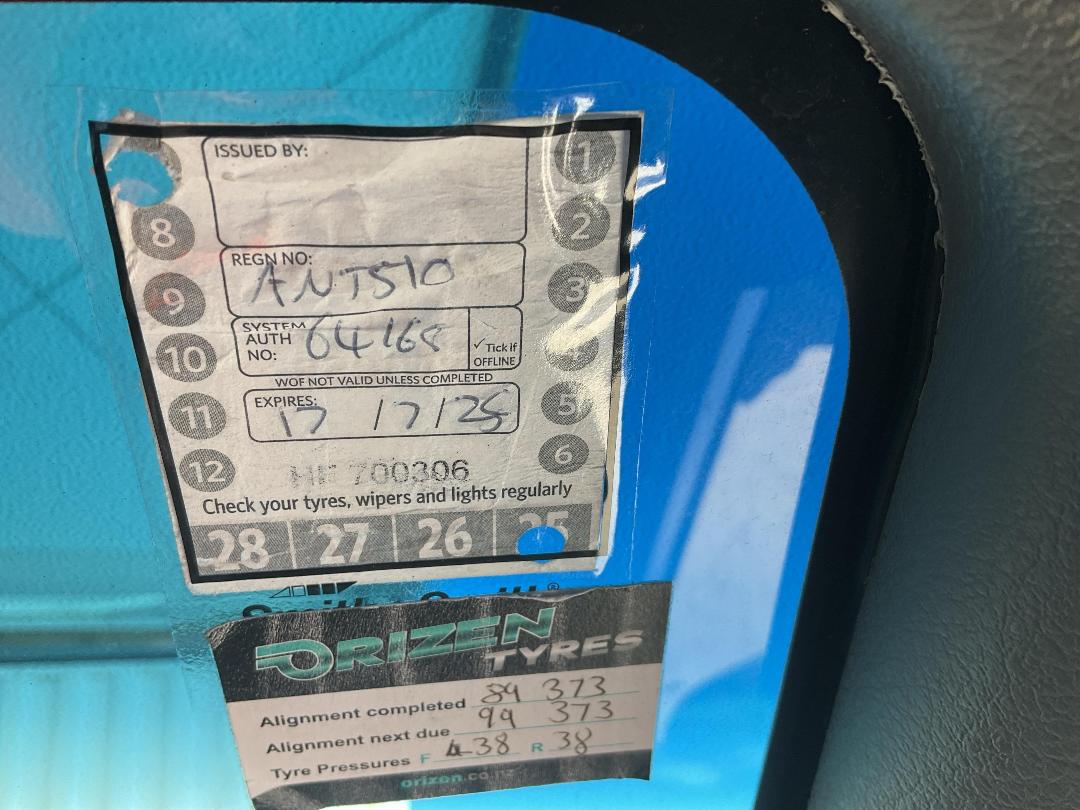 ISSUED BY:
REGN NO:
ANTS10
SYSTEM
AUTH
NO:
64168
✓ Tick if
OFFLINE
WOF NOT VALID UNLESS COMPLETED
EXPIRES:
17 / 7 / 25
HF 700306
Check your tyres, wipers and lights regularly
8
9
10
11
12
1
2
3
4
5
6
28 27 26 25
ORIZEN
TYRES
Alignment completed 89 373
Alignment next due 99 373
Tyre Pressures F 38 R 38
orizen.co.nz